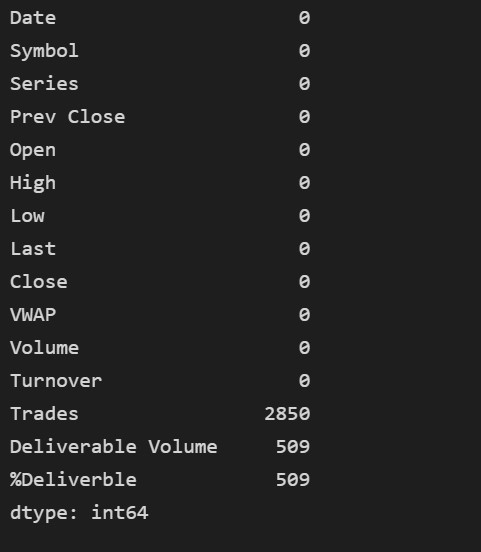 Date 0
Symbol 0
Series 0
Prev Close 0
Open 0
High 0
Low 0
Last 0
Close 0
VWAP 0
Volume 0
Turnover 0
Trades 2850
Deliverable Volume 509
%Deliverble 509
dtype: int64